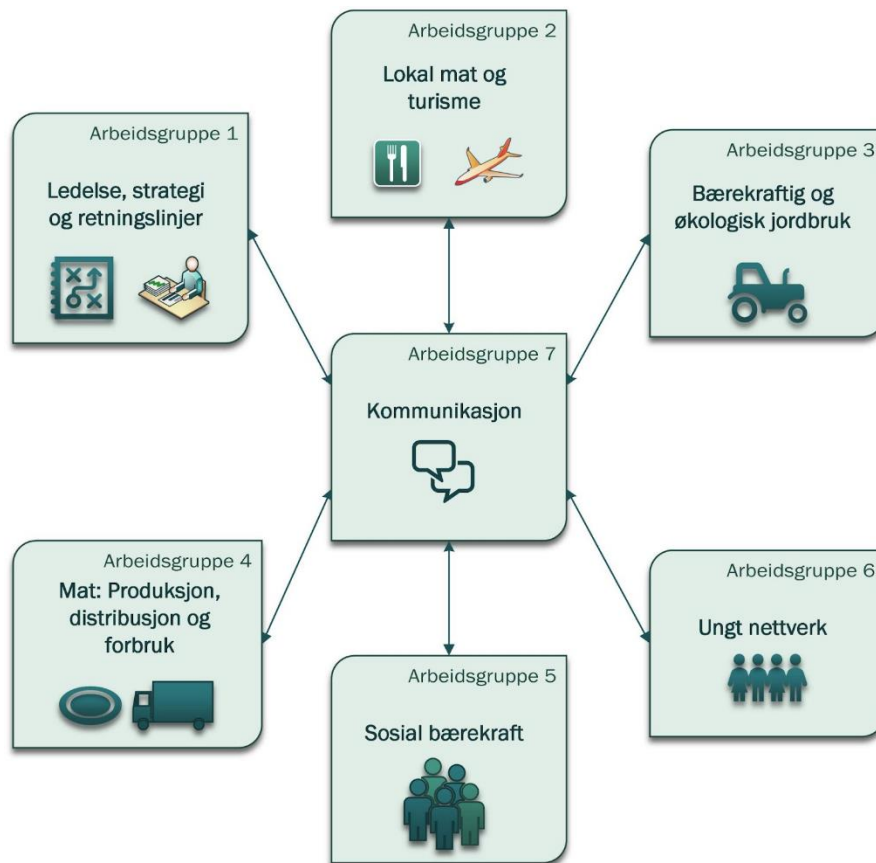 Arbeidsgruppe 1
Ledelse, strategi
og retningslinjer
Arbeidsgruppe 2
Lokal mat og
turisme
Arbeidsgruppe 3
Bærekraftig og
økologisk jordbruk
Arbeidsgruppe 7
Kommunikasjon
Arbeidsgruppe 4
Mat: Produksjon,
distribusjon og
forbruk
Arbeidsgruppe 5
Sosial bærekraft
Arbeidsgruppe 6
Ungt nettverk